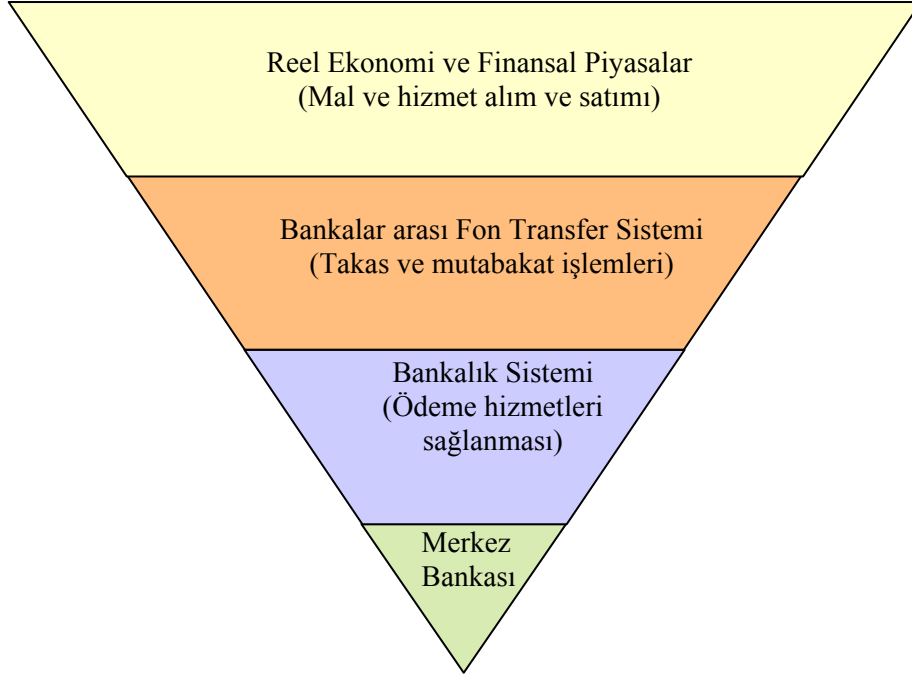 Reel Ekonomi ve Finansal Piyasalar
(Mal ve hizmet alım ve satımı)
Bankalar arası Fon Transfer Sistemi
(Takas ve mutabakat işlemleri)
Bankalık Sistemi
(Ödeme hizmetleri
sağlanması)
Merkez
Bankası